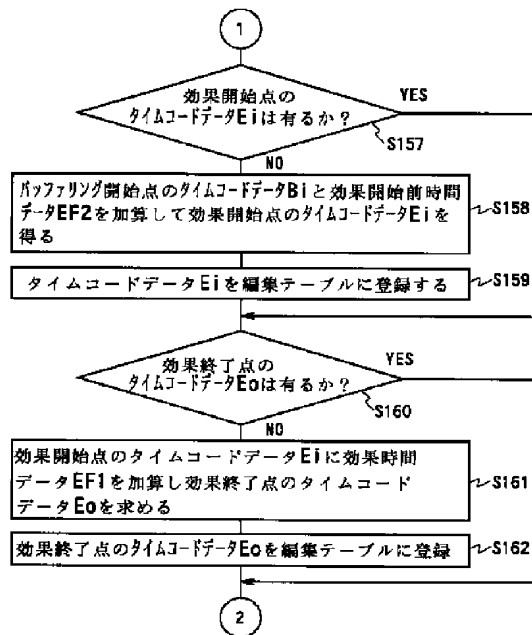 1
効果開始点の
タイムコードデータEiは有るか？
YES
S157
NO
バッファリング開始点のタイムコードデータBiと効果開始前時間
データEF2を加算して効果開始点のタイムコードデータEiを
得る
S158
タイムコードデータEiを編集テーブルに登録する
S159
効果終了点の
タイムコードデータEoは有るか？
YES
S160
NO
効果開始点のタイムコードデータEiに効果時間
データEF1を加算し効果終了点のタイムコード
データEoを求める
S161
効果終了点のタイムコードデータEoを編集テーブルに登録
S162
2